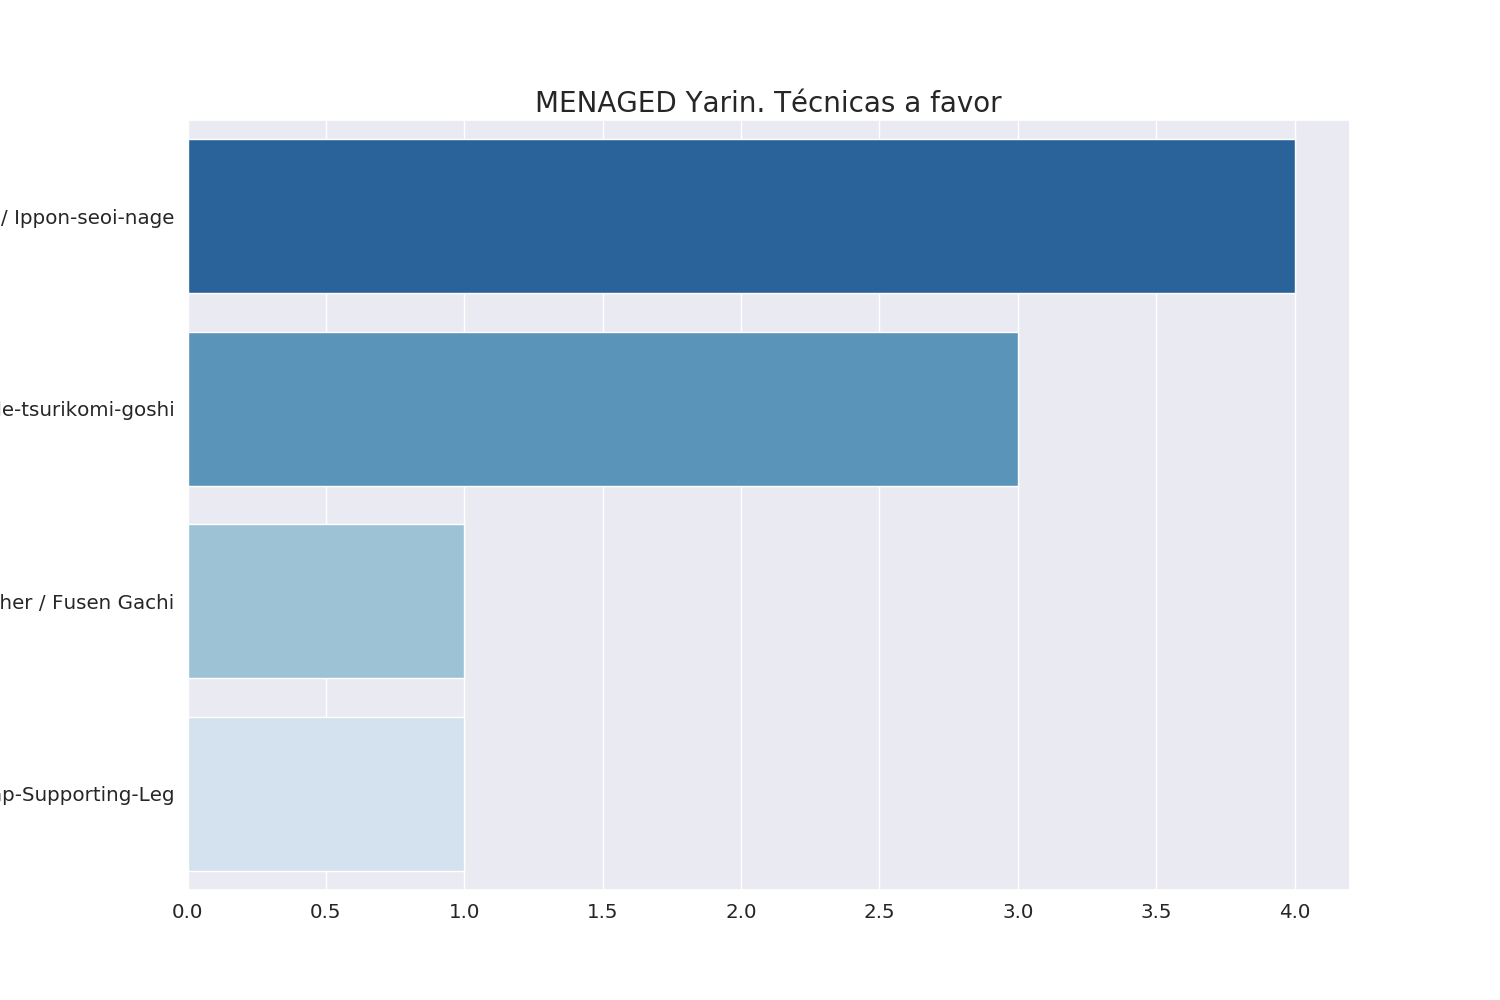 MENAGED Yarin. Técnicas a favor
/ Ippon-seoi-nage
e-tsurikomi-goshi
her / Fusen Gachi
p-Supporting-Leg
0.0 0.5 1.0 1.5 2.0 2.5 3.0 3.5 4.0